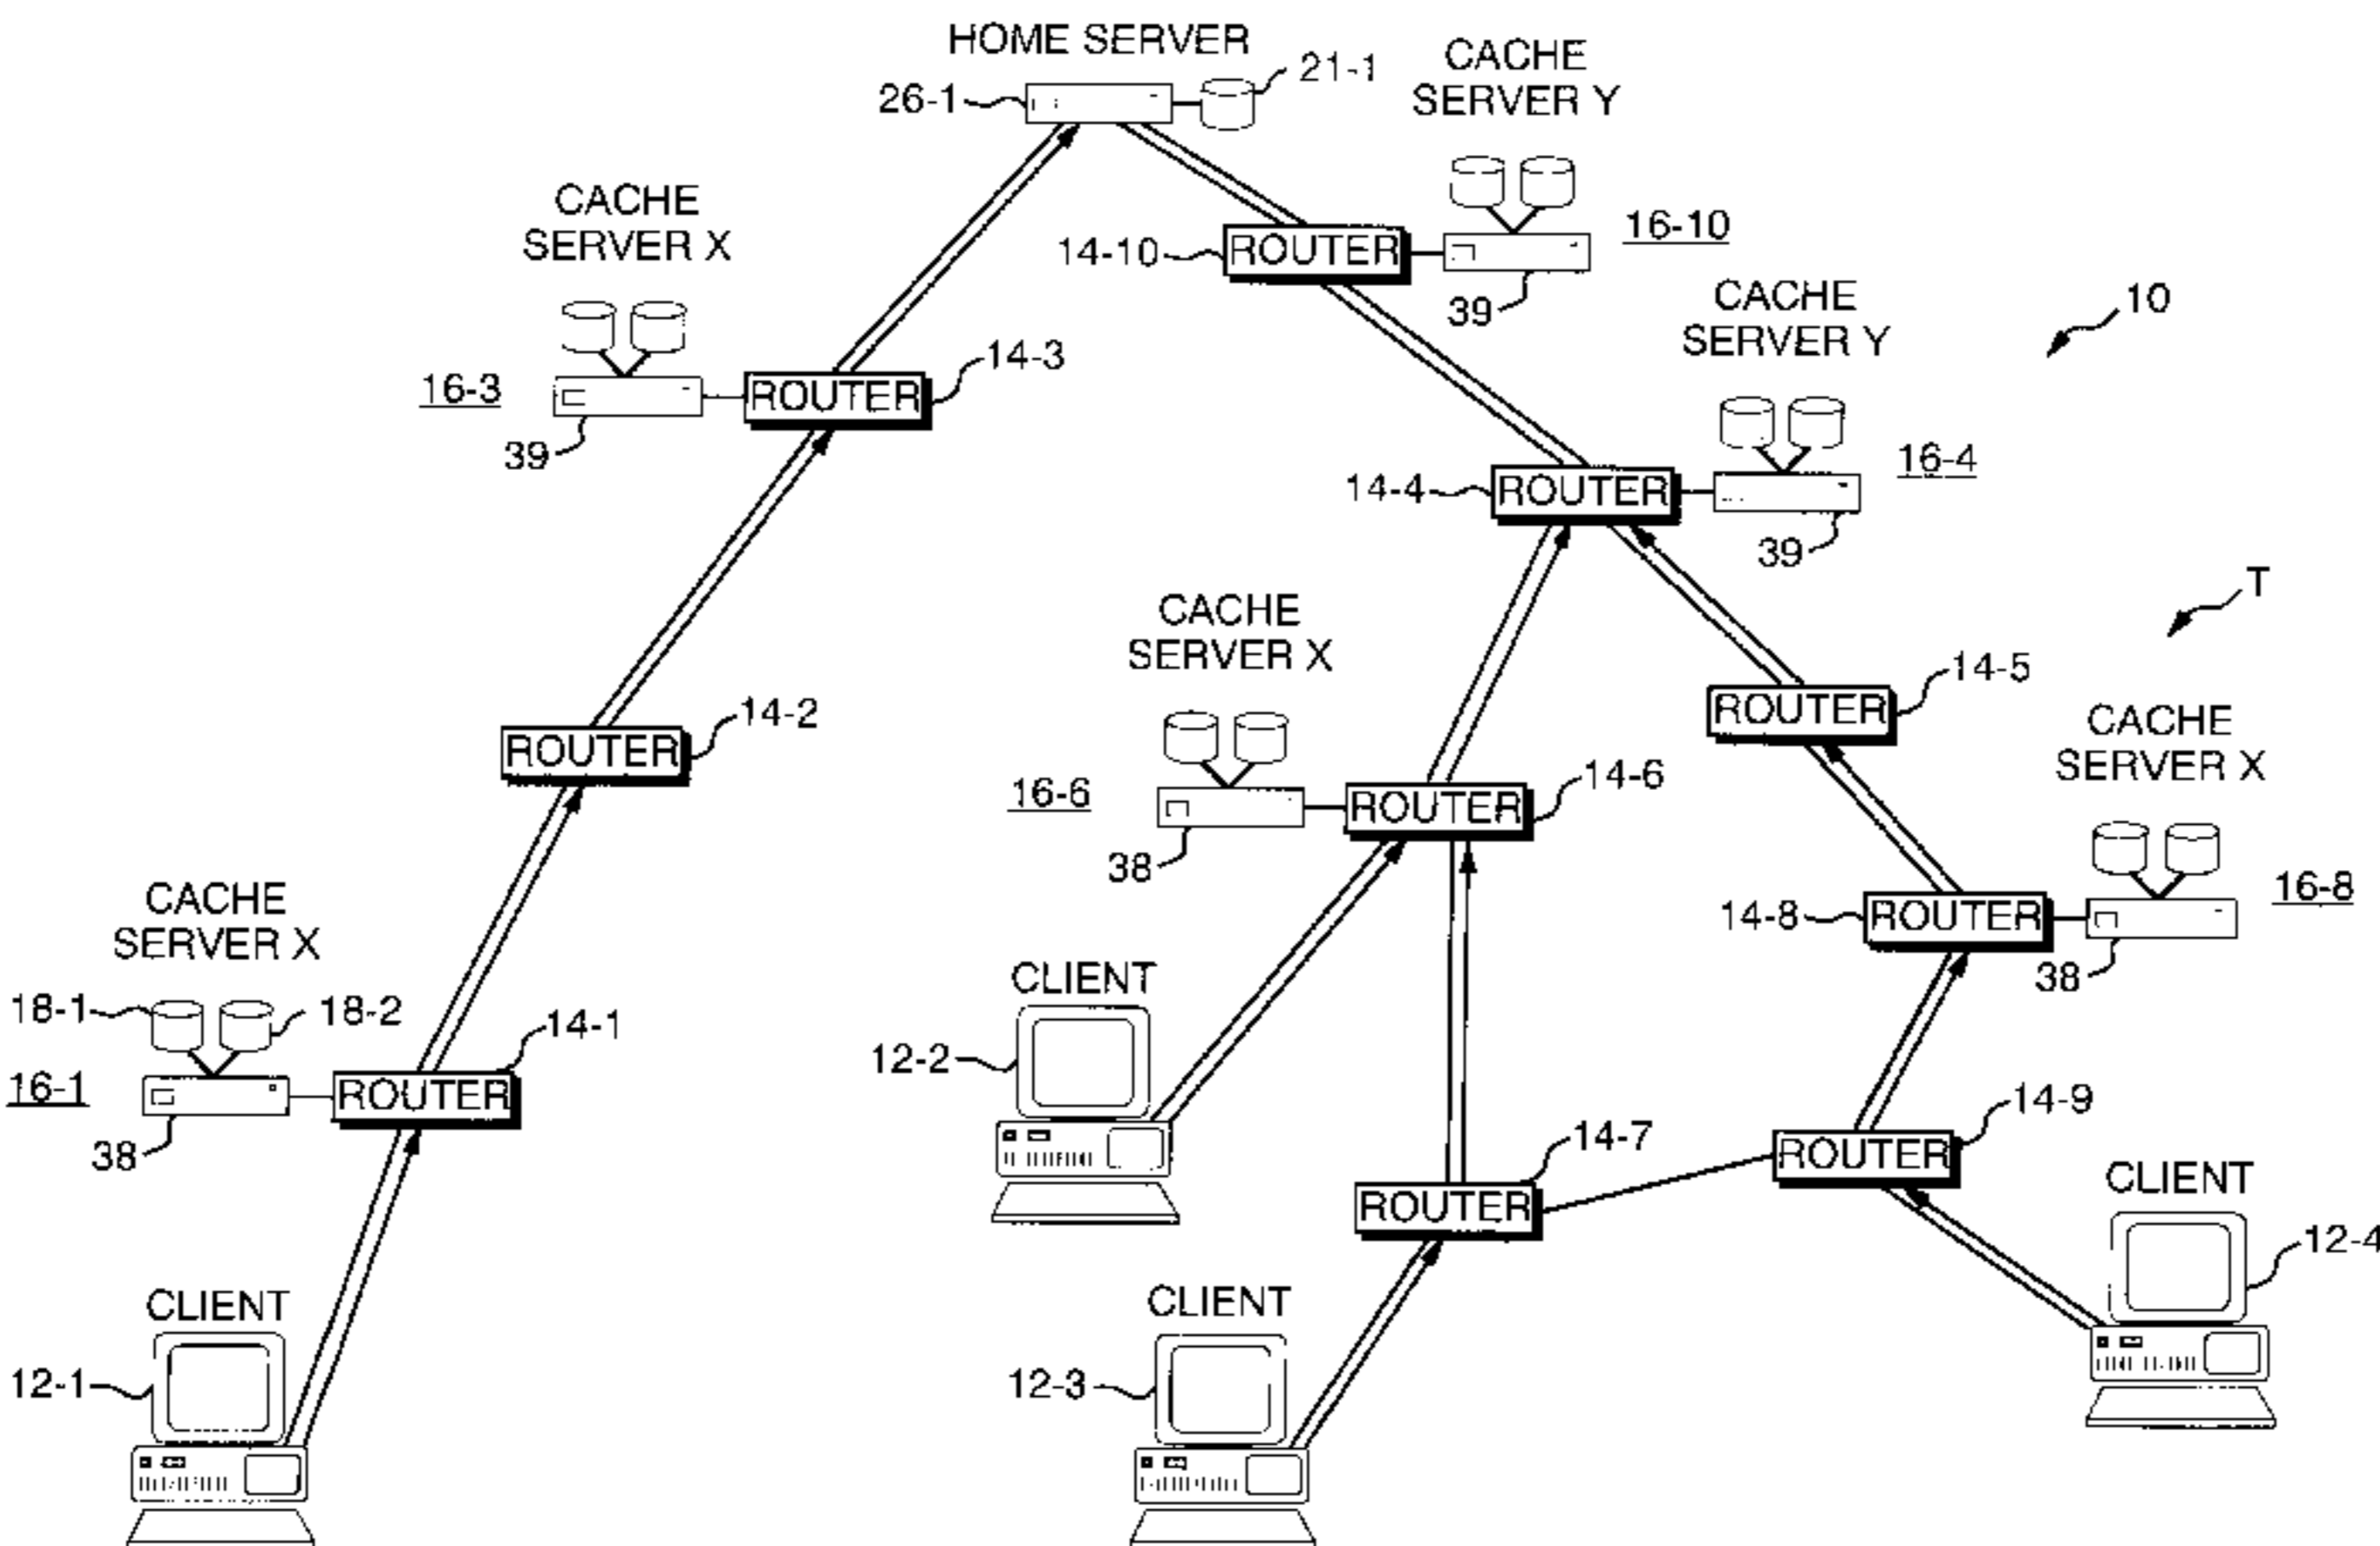 HOME SERVER
26-1
21-1
CACHE
SERVER Y
CACHE
SERVER X
14-10
ROUTER
16-10
39
CACHE
SERVER Y
10
16-3
39
ROUTER
14-3
14-4
ROUTER
16-4
39
T
CACHE
SERVER X
ROUTER
14-2
ROUTER
14-5
CACHE
SERVER X
16-6
38
ROUTER
14-6
14-8
ROUTER
16-8
38
CACHE
SERVER X
18-1
18-2
16-1
38
ROUTER
14-1
CLIENT
12-2
ROUTER
14-7
ROUTER
14-9
CLIENT
12-4
CLIENT
12-1
CLIENT
12-3